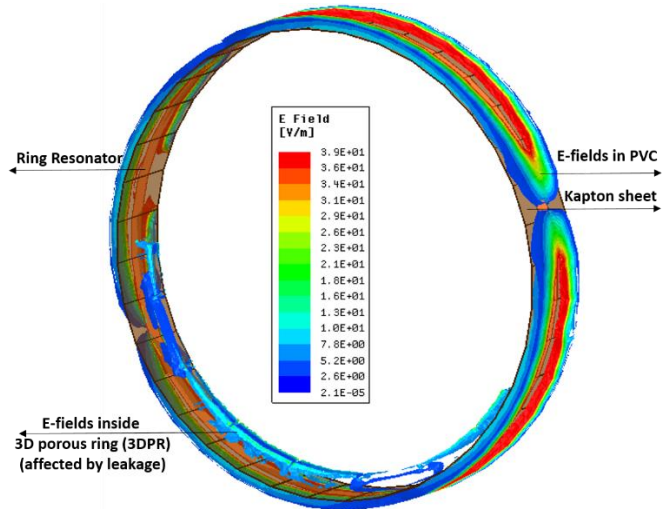 E Field
[V/m]
3.9E+01
3.6E+01
3.4E+01
3.1E+01
2.9E+01
2.6E+01
2.3E+01
2.1E+01
1.8E+01
1.6E+01
1.3E+01
1.0E+01
7.8E+00
5.2E+00
2.6E+00
2.1E-05
Ring Resonator
E-fields in PVC
Kapton sheet
E-fields inside
3D porous ring (3DPR)
(affected by leakage)